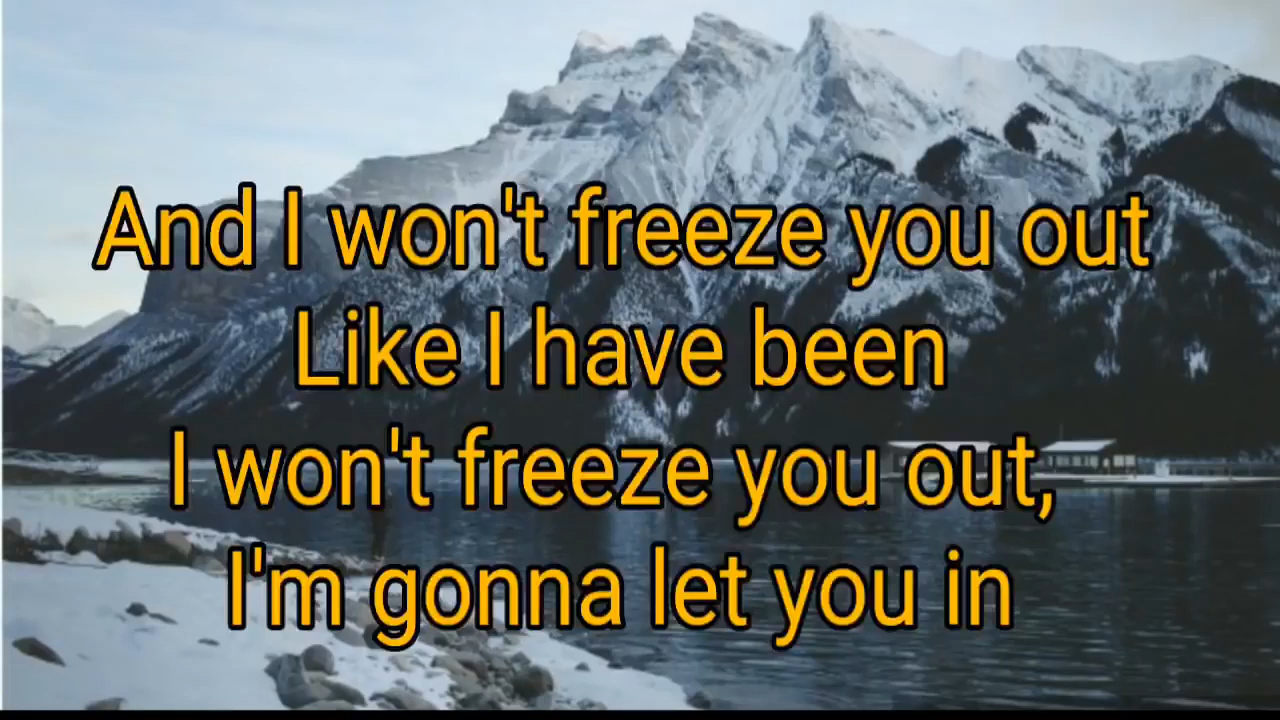 And I won't freeze you out
Like I have been
I won't freeze you out,
I'm gonna let you in